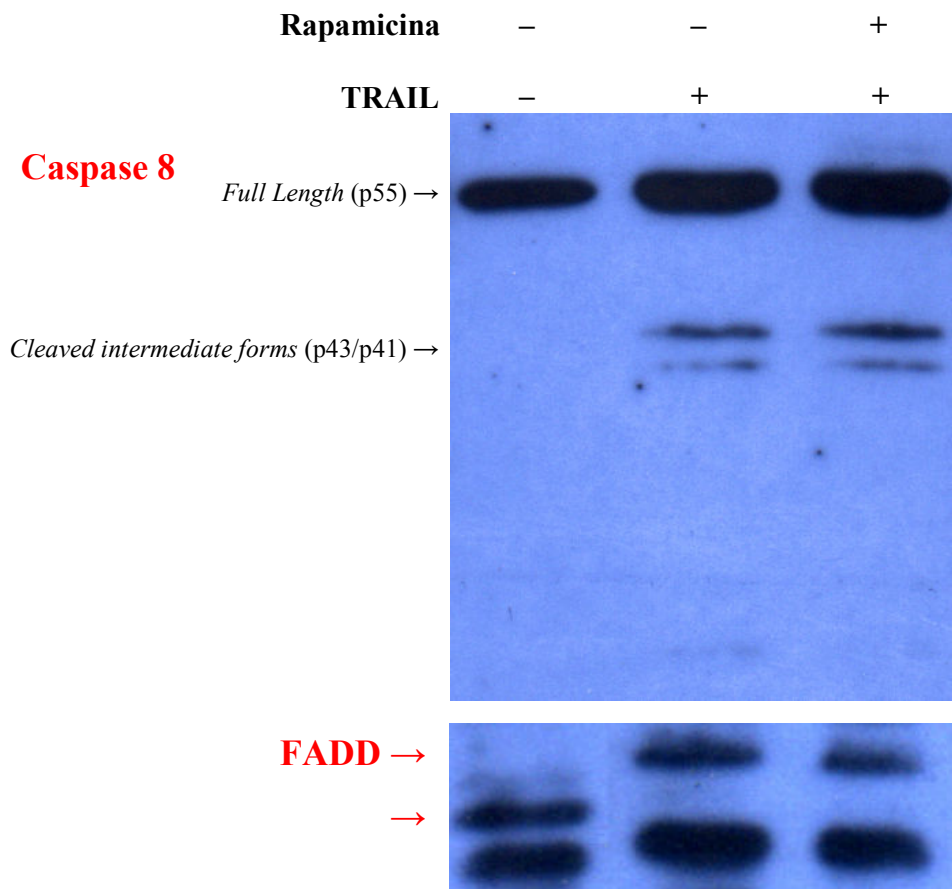 Rapamicina – – +
TRAIL – + +
Caspase 8
Full Length (p55) →
Cleaved intermediate forms (p43/p41) →
FADD →
→